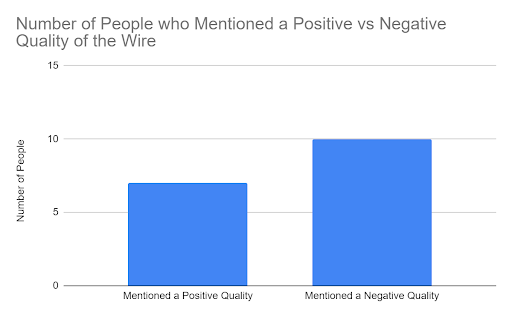 Number of People who Mentioned a Positive vs Negative
Quality of the Wire
15
10
5
0
Number of People
Mentioned a Positive Quality
Mentioned a Negative Quality